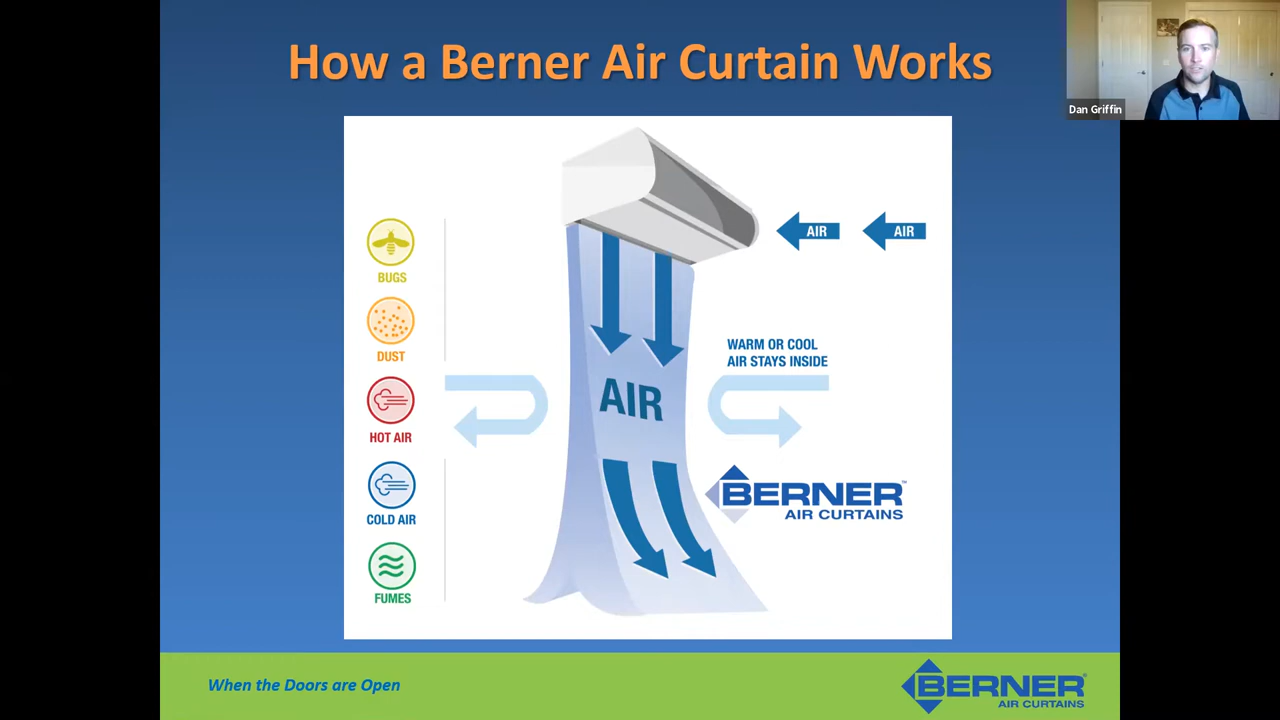 How a Berner Air Curtain Works
Dan Griffin
AIR
AIR
BUGS
DUST
HOT AIR
COLD AIR
FUMES
WARM OR COOL
AIR STAYS INSIDE
AIR
BERNER™
AIR CURTAINS
When the Doors are Open
BERNER®
AIR CURTAINS